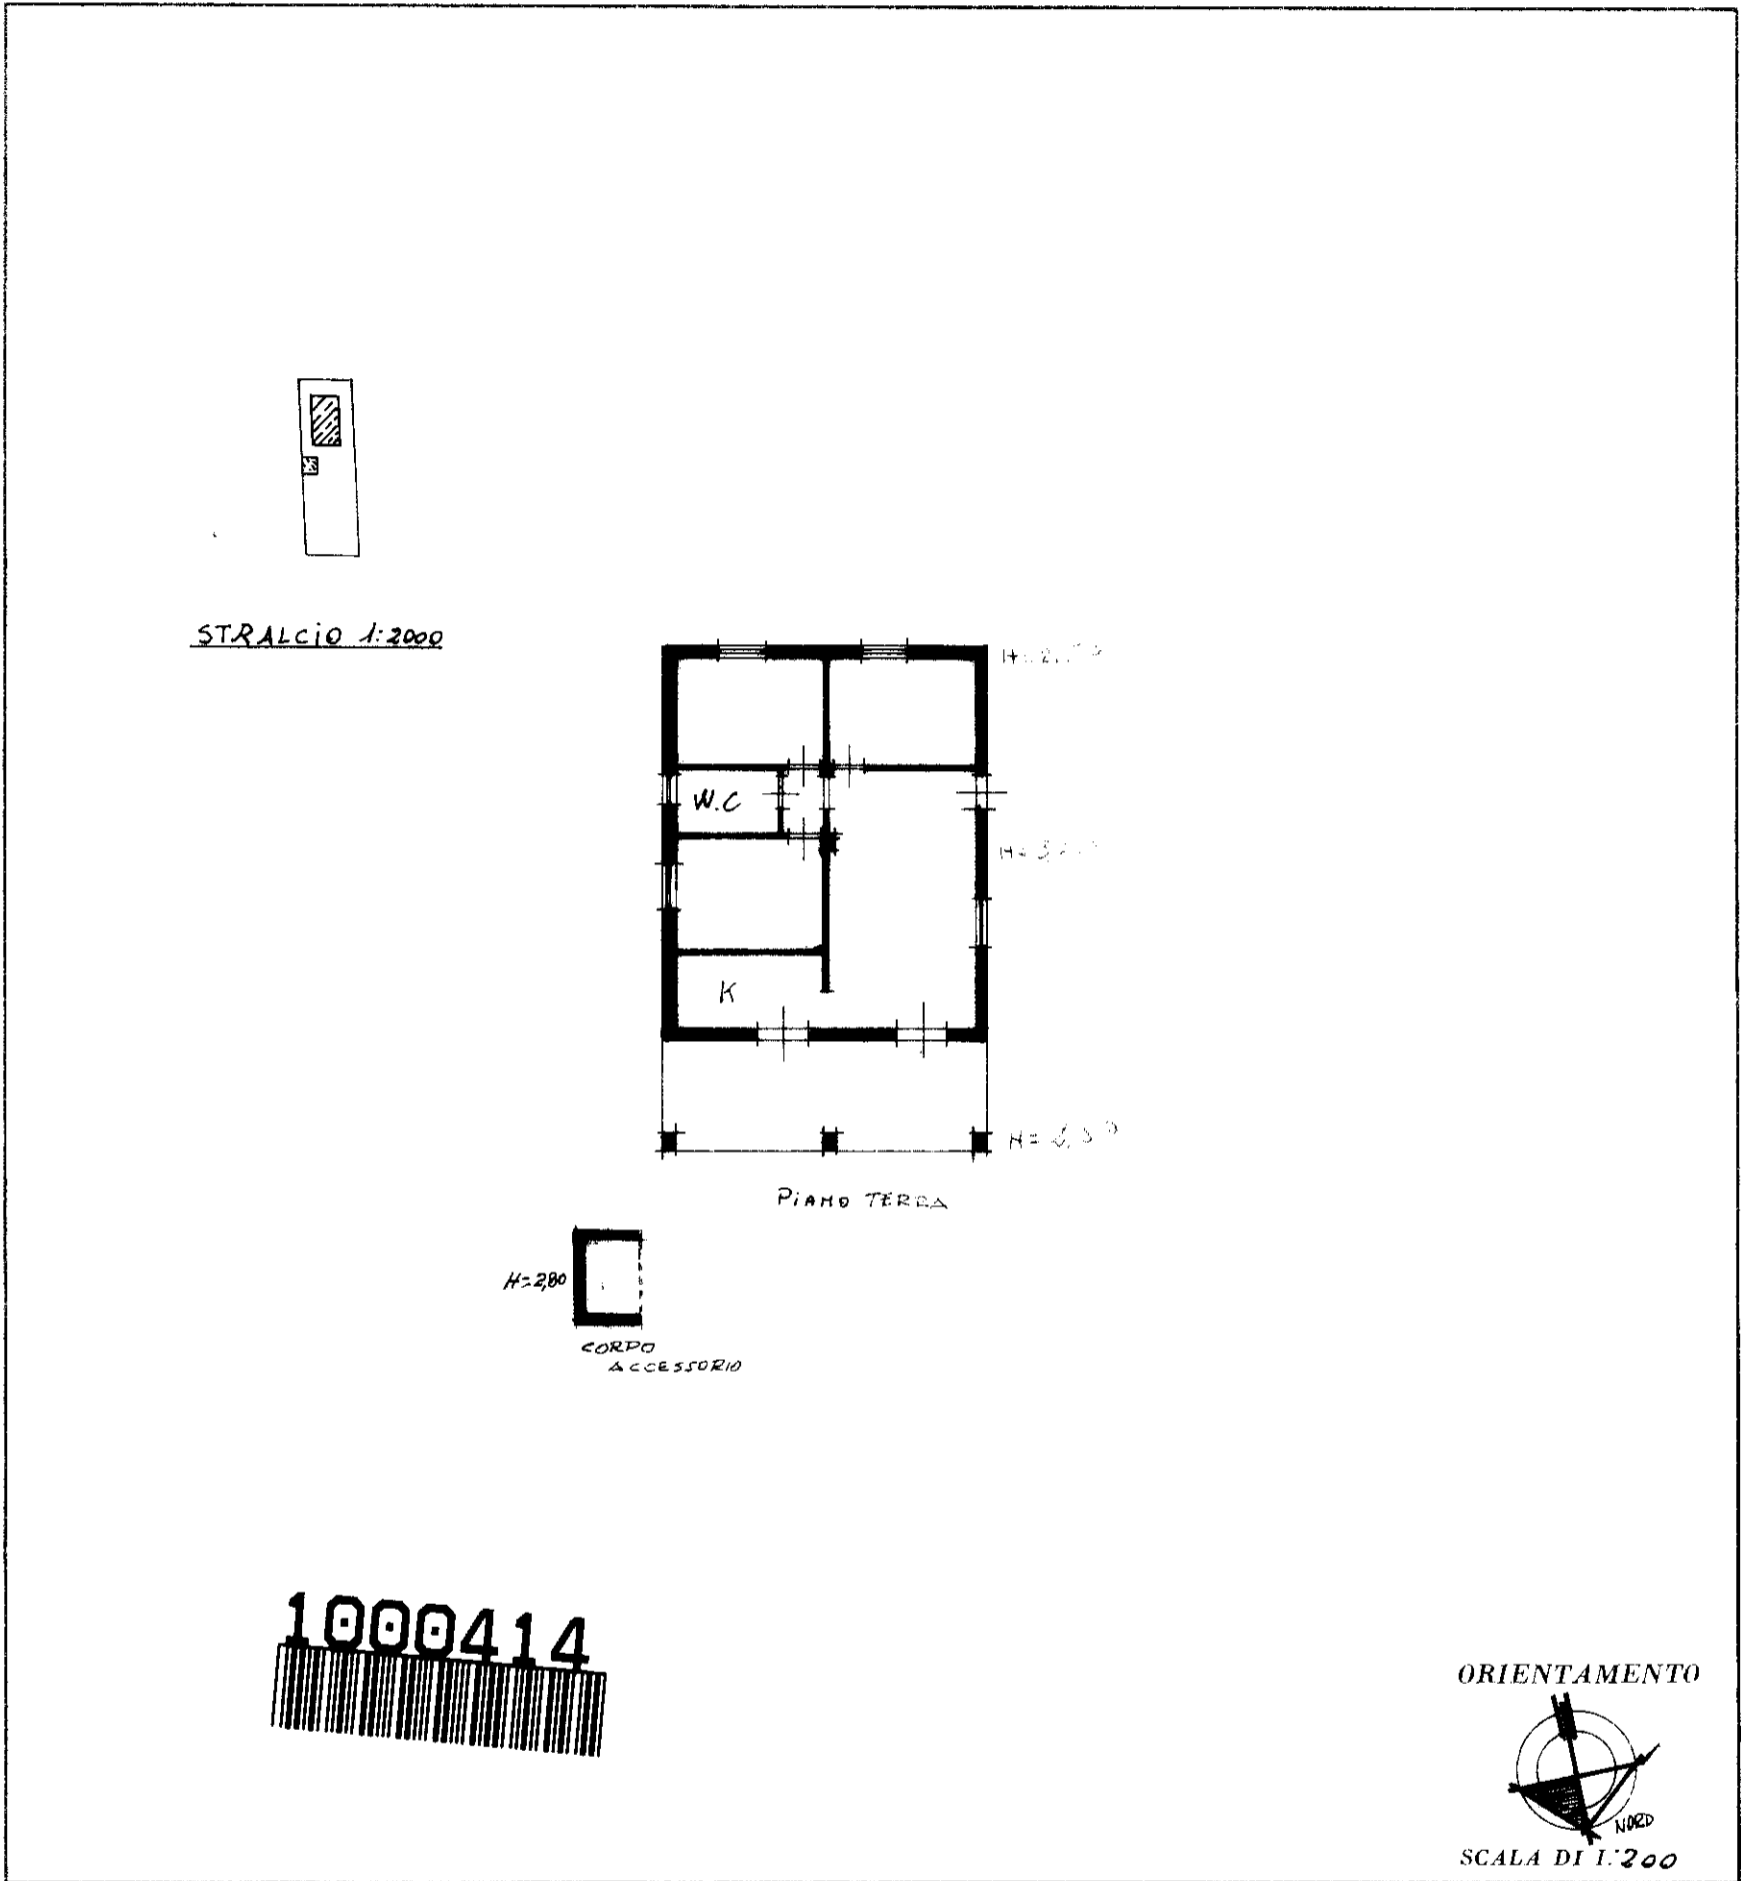 STRALCIO 1:2000
W.C
K
PIANO TERRA
H=2,80
CORPO
ACCESSORIO
1000414
ORIENTAMENTO
NORD
SCALA DI 1:200